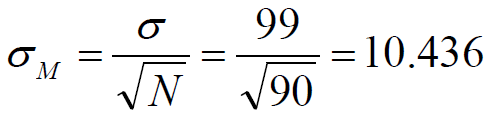 σ_M = σ/√N = 99/√90 = 10.436